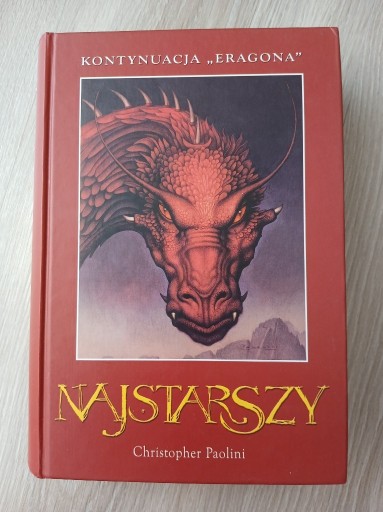 KONTYNUACJA „ERAGONA”
NAJSTARSZY
Christopher Paolini